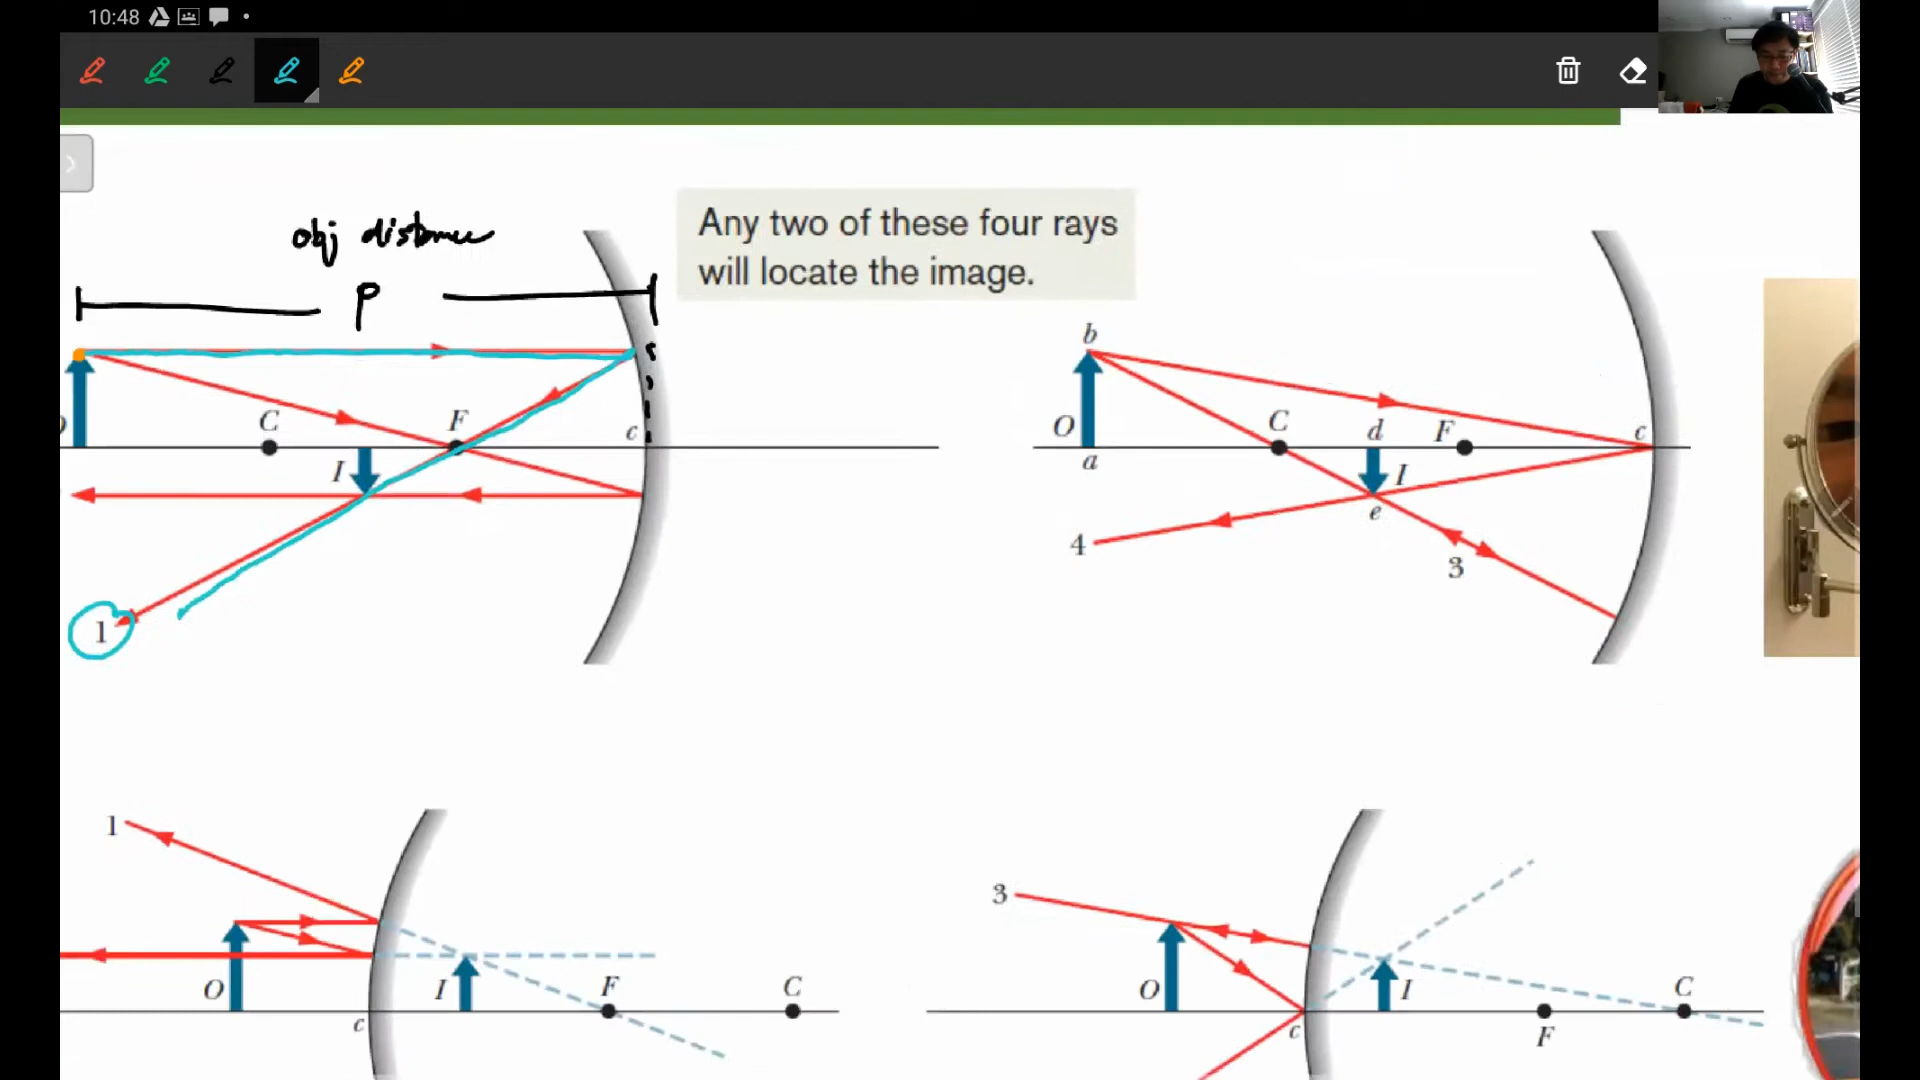 10:48
obj distance
P
Any two of these four rays
will locate the image.
C
F
c
I
1
b
O
C
d
F
c
a
I
e
4
3
1
O
I
F
C
c
3
O
I
C
c
F